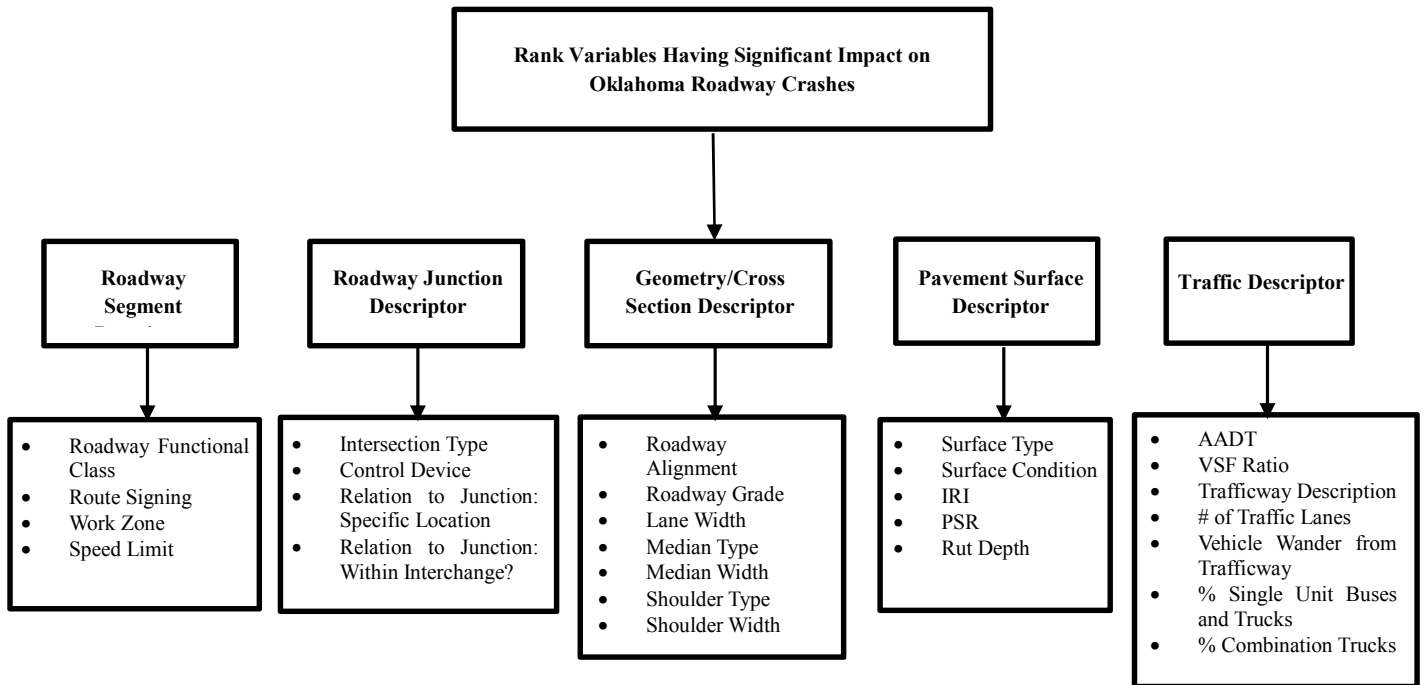 Rank Variables Having Significant Impact on
Oklahoma Roadway Crashes
Roadway
Segment
Roadway Junction
Descriptor
Geometry/Cross
Section Descriptor
Pavement Surface
Descriptor
Traffic Descriptor
• Roadway Functional
Class
• Route Signing
• Work Zone
• Speed Limit
• Intersection Type
• Control Device
• Relation to Junction:
Specific Location
• Relation to Junction:
Within Interchange?
• Roadway
Alignment
• Roadway Grade
• Lane Width
• Median Type
• Median Width
• Shoulder Type
• Shoulder Width
• Surface Type
• Surface Condition
• IRI
• PSR
• Rut Depth
• AADT
• VSF Ratio
• Trafficway Description
• # of Traffic Lanes
• Vehicle Wander from
Trafficway
• % Single Unit Buses
and Trucks
• % Combination Trucks